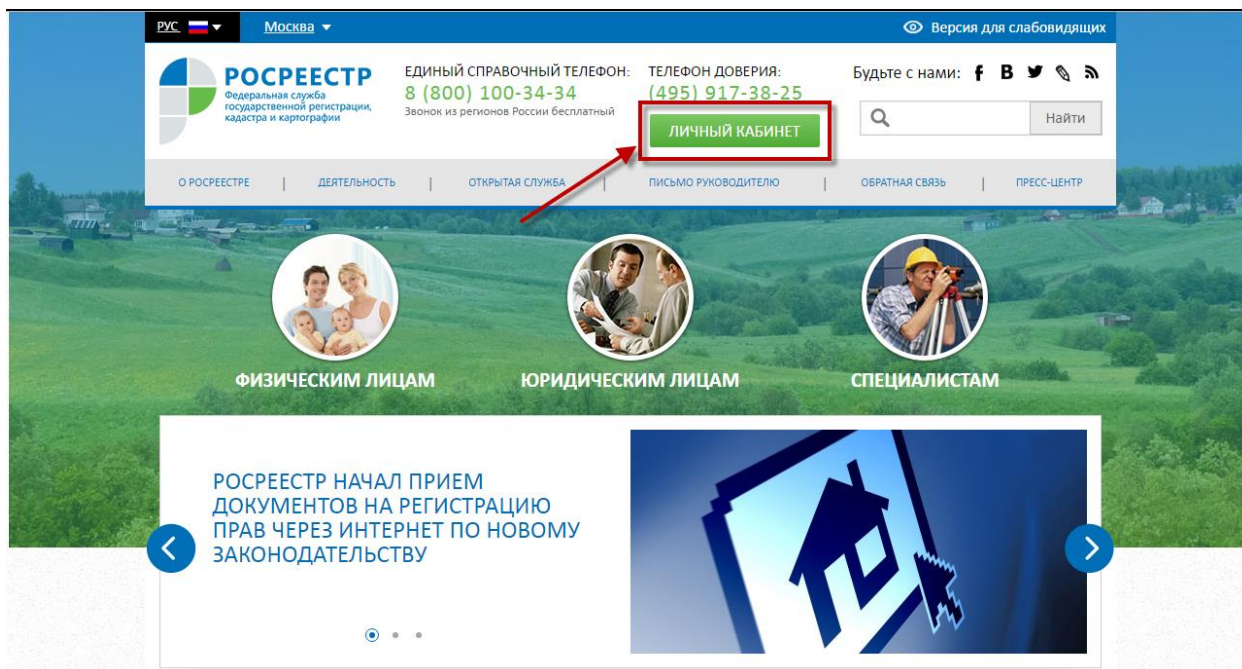 РУС
Москва
Версия для слабовидящих
РОСРЕЕСТР
Федеральная служба
государственной регистрации,
кадастра и картографии
ЕДИНЫЙ СПРАВОЧНЫЙ ТЕЛЕФОН:
8 (800) 100-34-34
Звонок из регионов России бесплатный
ТЕЛЕФОН ДОВЕРИЯ:
(495) 917-38-25
ЛИЧНЫЙ КАБИНЕТ
Будьте с нами:
Найти
О РОСРЕЕСТРЕ | ДЕЯТЕЛЬНОСТЬ | ОТКРЫТАЯ СЛУЖБА | ПИСЬМО РУКОВОДИТЕЛЮ | ОБРАТНАЯ СВЯЗЬ | ПРЕСС-ЦЕНТР
ФИЗИЧЕСКИМ ЛИЦАМ
ЮРИДИЧЕСКИМ ЛИЦАМ
СПЕЦИАЛИСТАМ
РОСРЕЕСТР НАЧАЛ ПРИЕМ
ДОКУМЕНТОВ НА РЕГИСТРАЦИЮ
ПРАВ ЧЕРЕЗ ИНТЕРНЕТ ПО НОВОМУ
ЗАКОНОДАТЕЛЬСТВУ